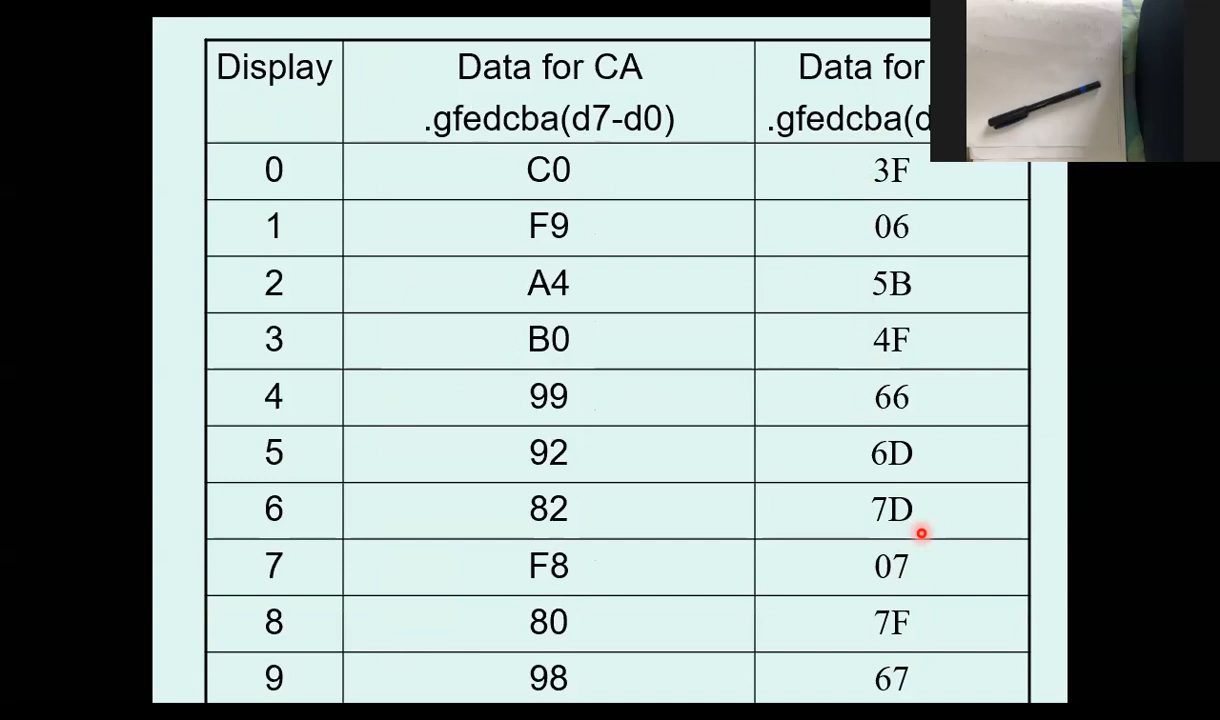 Display Data for CA Data for
.gfedcba(d7-d0) .gfedcba(d
0 C0 3F
1 F9 06
2 A4 5B
3 B0 4F
4 99 66
5 92 6D
6 82 7D
7 F8 07
8 80 7F
9 98 67